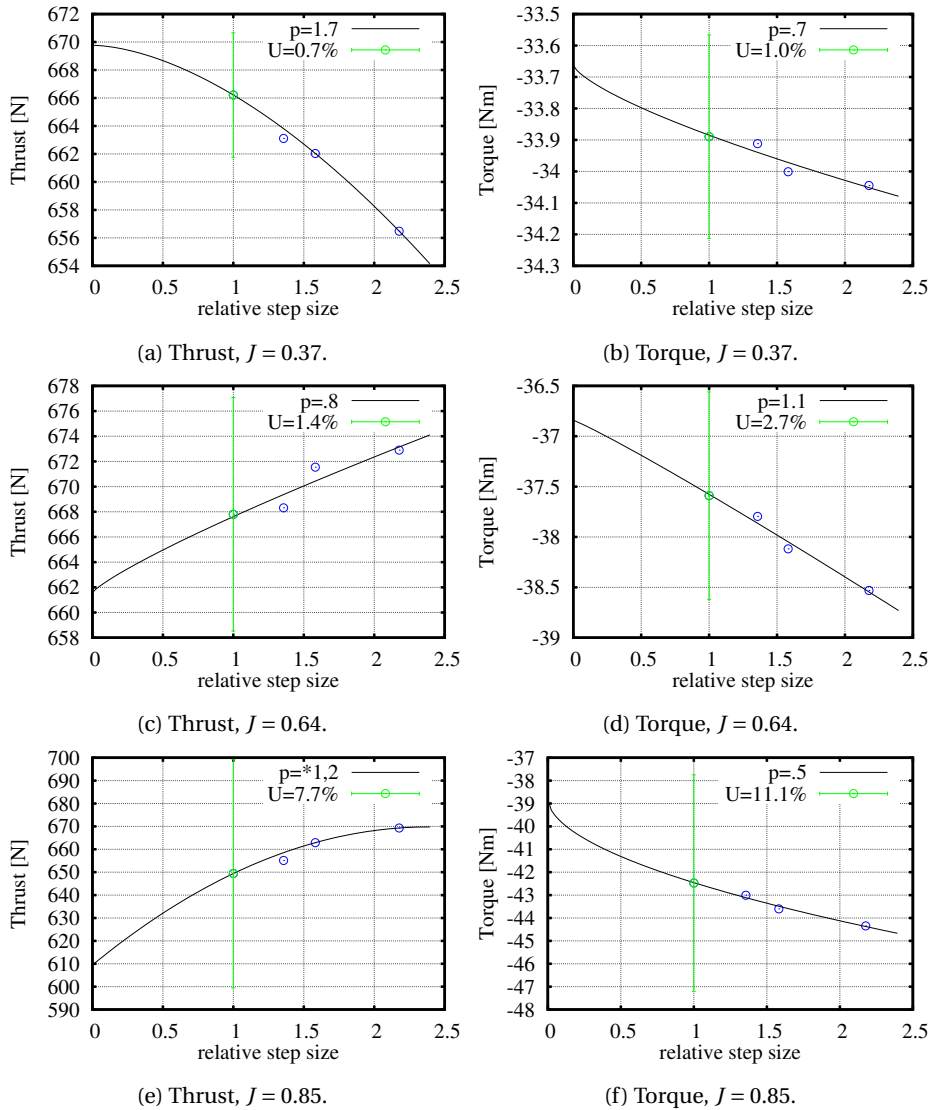 672
670
668
666
664
662
660
658
656
654
Thrust [N]
p=1.7
U=0.7%
0 0.5 1 1.5 2 2.5
relative step size
(a) Thrust, J = 0.37.
-33.5
-33.6
-33.7
-33.8
-33.9
-34
-34.1
-34.2
-34.3
Torque [Nm]
p=.7
U=1.0%
0 0.5 1 1.5 2 2.5
relative step size
(b) Torque, J = 0.37.
678
676
674
672
670
668
666
664
662
660
658
Thrust [N]
p=.8
U=1.4%
0 0.5 1 1.5 2 2.5
relative step size
(c) Thrust, J = 0.64.
-36.5
-37
-37.5
-38
-38.5
-39
Torque [Nm]
p=1.1
U=2.7%
0 0.5 1 1.5 2 2.5
relative step size
(d) Torque, J = 0.64.
700
690
680
670
660
650
640
630
620
610
600
590
Thrust [N]
p=*1,2
U=7.7%
0 0.5 1 1.5 2 2.5
relative step size
(e) Thrust, J = 0.85.
-37
-38
-39
-40
-41
-42
-43
-44
-45
-46
-47
-48
Torque [Nm]
p=.5
U=11.1%
0 0.5 1 1.5 2 2.5
relative step size
(f) Torque, J = 0.85.